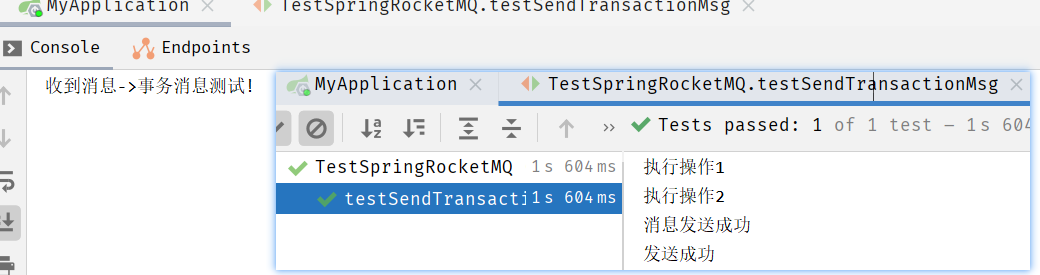 MyApplication TestSpringRocketMQ.testSendTransactionMsg
Console Endpoints
收到消息->事务消息测试!
MyApplication TestSpringRocketMQ.testSendTransactionMsg
Tests passed: 1 of 1 test – 1s 604
TestSpringRocketMQ 1s 604ms
testSendTransacti 1s 604ms
执行操作1
执行操作2
消息发送成功
发送成功